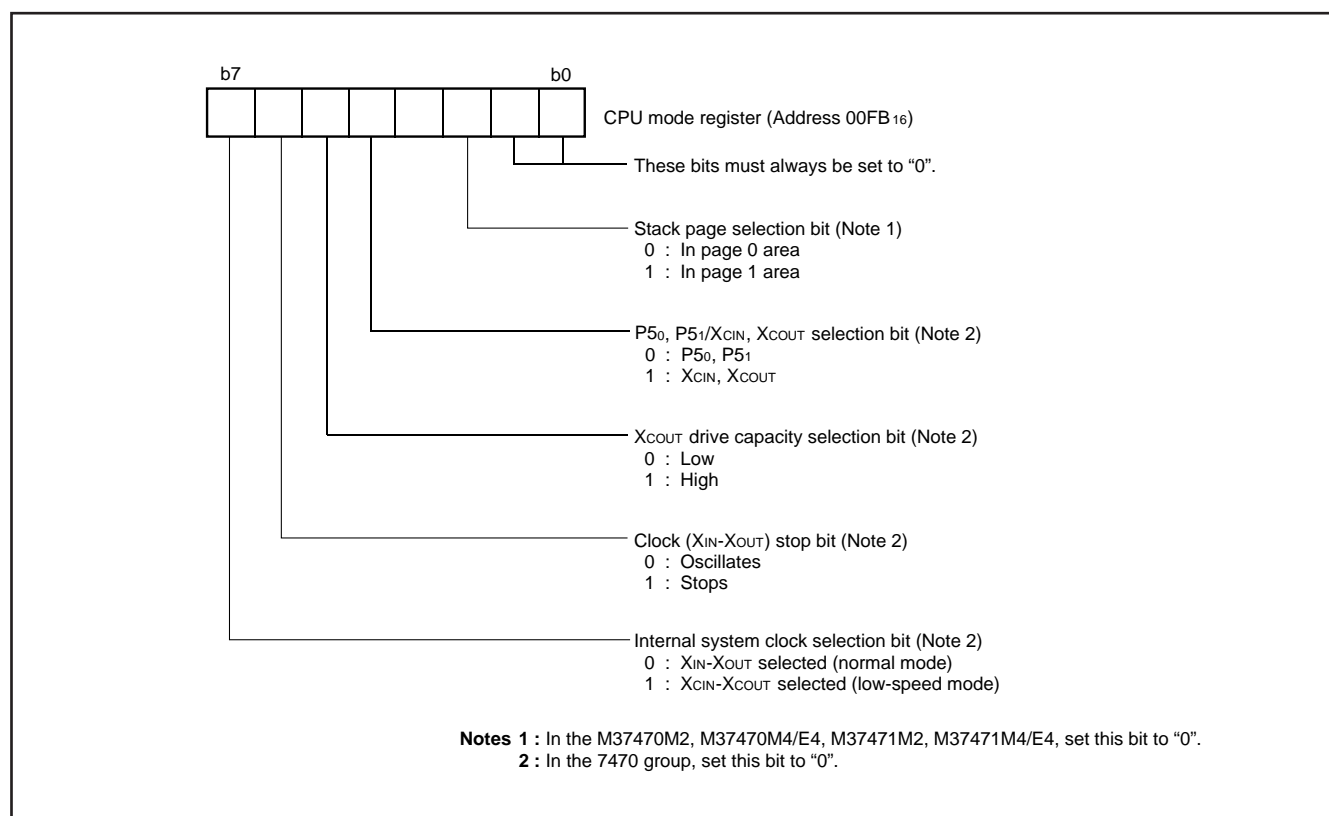 b7 b0
CPU mode register (Address 00FB16)
These bits must always be set to “0”.
Stack page selection bit (Note 1)
0 : In page 0 area
1 : In page 1 area
P50, P51/XCIN, XCOUT selection bit (Note 2)
0 : P50, P51
1 : XCIN, XCOUT
XCOUT drive capacity selection bit (Note 2)
0 : Low
1 : High
Clock (XIN-XOUT) stop bit (Note 2)
0 : Oscillates
1 : Stops
Internal system clock selection bit (Note 2)
0 : XIN-XOUT selected (normal mode)
1 : XCIN-XCOUT selected (low-speed mode)
Notes 1 : In the M37470M2, M37470M4/E4, M37471M2, M37471M4/E4, set this bit to “0”.
2 : In the 7470 group, set this bit to “0”.